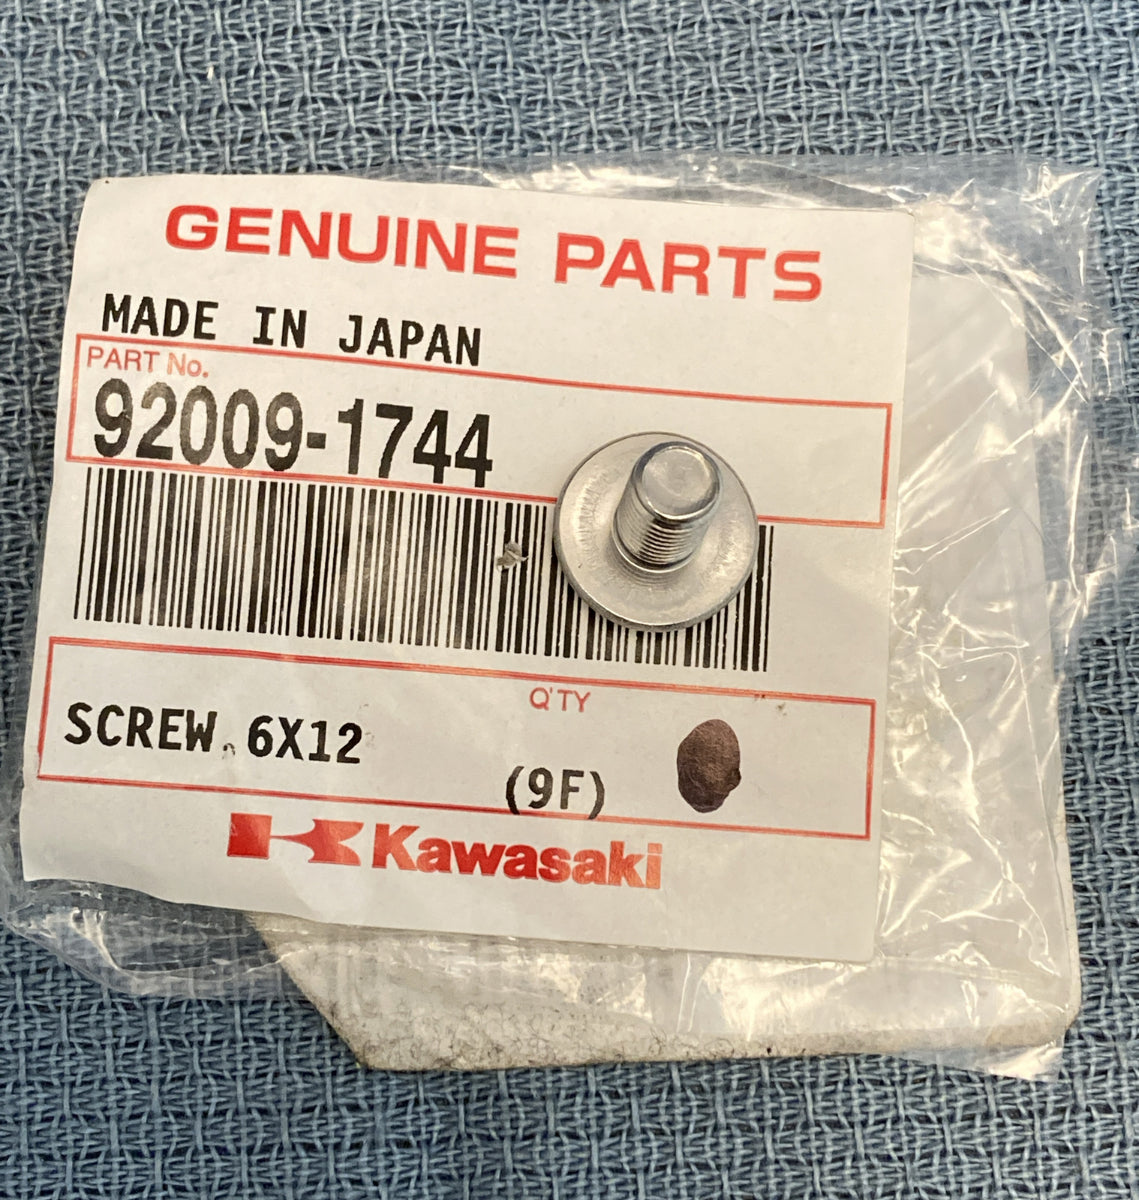 GENUINE PARTS
MADE IN JAPAN
PART No.
92009-1744
Q'TY
SCREW, 6X12
(9F)
Kawasaki